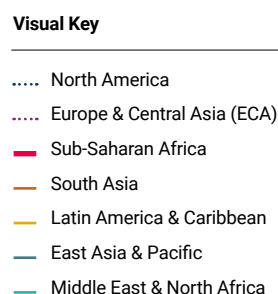 Visual Key
North America
Europe & Central Asia (ECA)
Sub-Saharan Africa
South Asia
Latin America & Caribbean
East Asia & Pacific
Middle East & North Africa